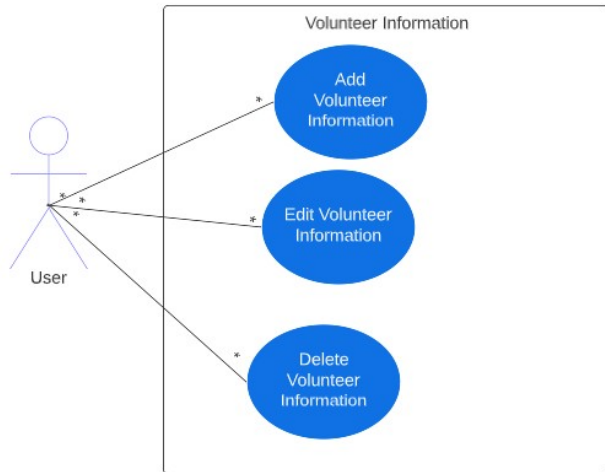 Volunteer Information
Add
Volunteer
Information
*
*
*
*
Edit Volunteer
Information
*
*
User
Delete
Volunteer
Information